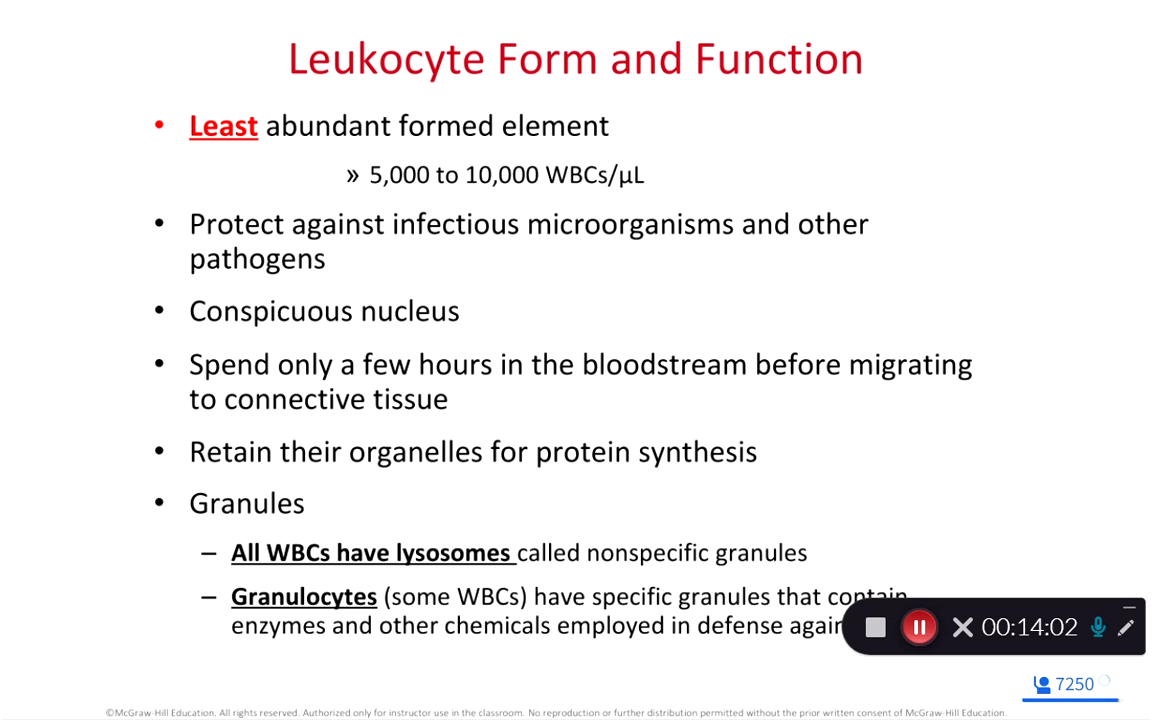 Leukocyte Form and Function
• Least abundant formed element
» 5,000 to 10,000 WBCs/µL
• Protect against infectious microorganisms and other
pathogens
• Conspicuous nucleus
• Spend only a few hours in the bloodstream before migrating
to connective tissue
• Retain their organelles for protein synthesis
• Granules
– All WBCs have lysosomes called nonspecific granules
– Granulocytes (some WBCs) have specific granules that contain
enzymes and other chemicals employed in defense
00:14:02
7250
©McGraw-Hill Education. All rights reserved. Authorized only for instructor use in the classroom. No reproduction or further distribution permitted without the prior written consent of McGraw-Hill Education.